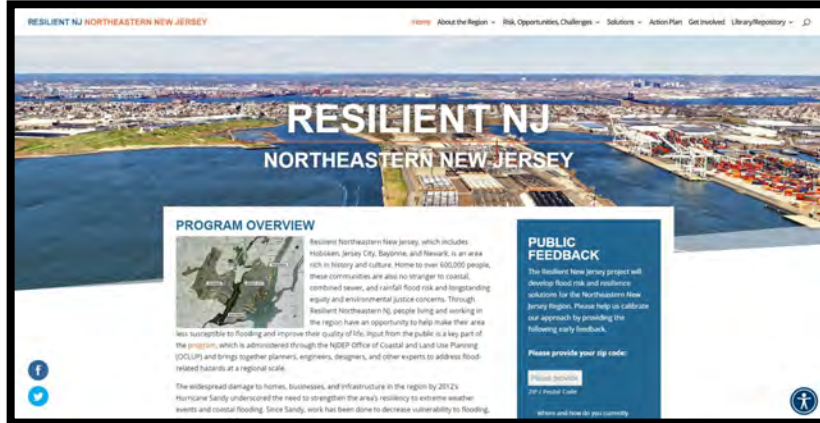 RESILIENT NJ NORTHEASTERN NEW JERSEY
Home About the Region Risk, Opportunities, Challenges Solutions Action Plan Get Involved Library/Repository
RESILIENT NJ
NORTHEASTERN NEW JERSEY
PROGRAM OVERVIEW
Resilient Northeastern New Jersey, which includes
Hoboken, Jersey City, Bayonne, and Newark, is an area
rich in history and culture. Home to over 600,000 people,
these communities are also no stranger to coastal,
combined sewer, and rainfall flood risk and longstanding
equity and environmental justice concerns. Through
Resilient Northeastern NJ, people living and working in
the region have an opportunity to help make their area
less susceptible to flooding and improve their quality of life. Input from the public is a key part of
the program, which is administered through the NJDEP Office of Coastal and Land Use Planning
(OCLUP) and brings together planners, engineers, designers, and other experts to address flood-
related hazards at a regional scale.
The widespread damage to homes, businesses, and infrastructure in the region by 2012's
Hurricane Sandy underscored the need to strengthen the area's resiliency to extreme weather
events and coastal flooding. Since Sandy, work has been done to decrease vulnerability to flooding,
PUBLIC
FEEDBACK
The Resilient New Jersey project will
develop flood risk and resilience
solutions for the Northeastern New
Jersey Region. Please help us calibrate
our approach by providing the
following early feedback.
Please provide your zip code:
Please provide
ZIP / Postal Code
Where and how do you currently